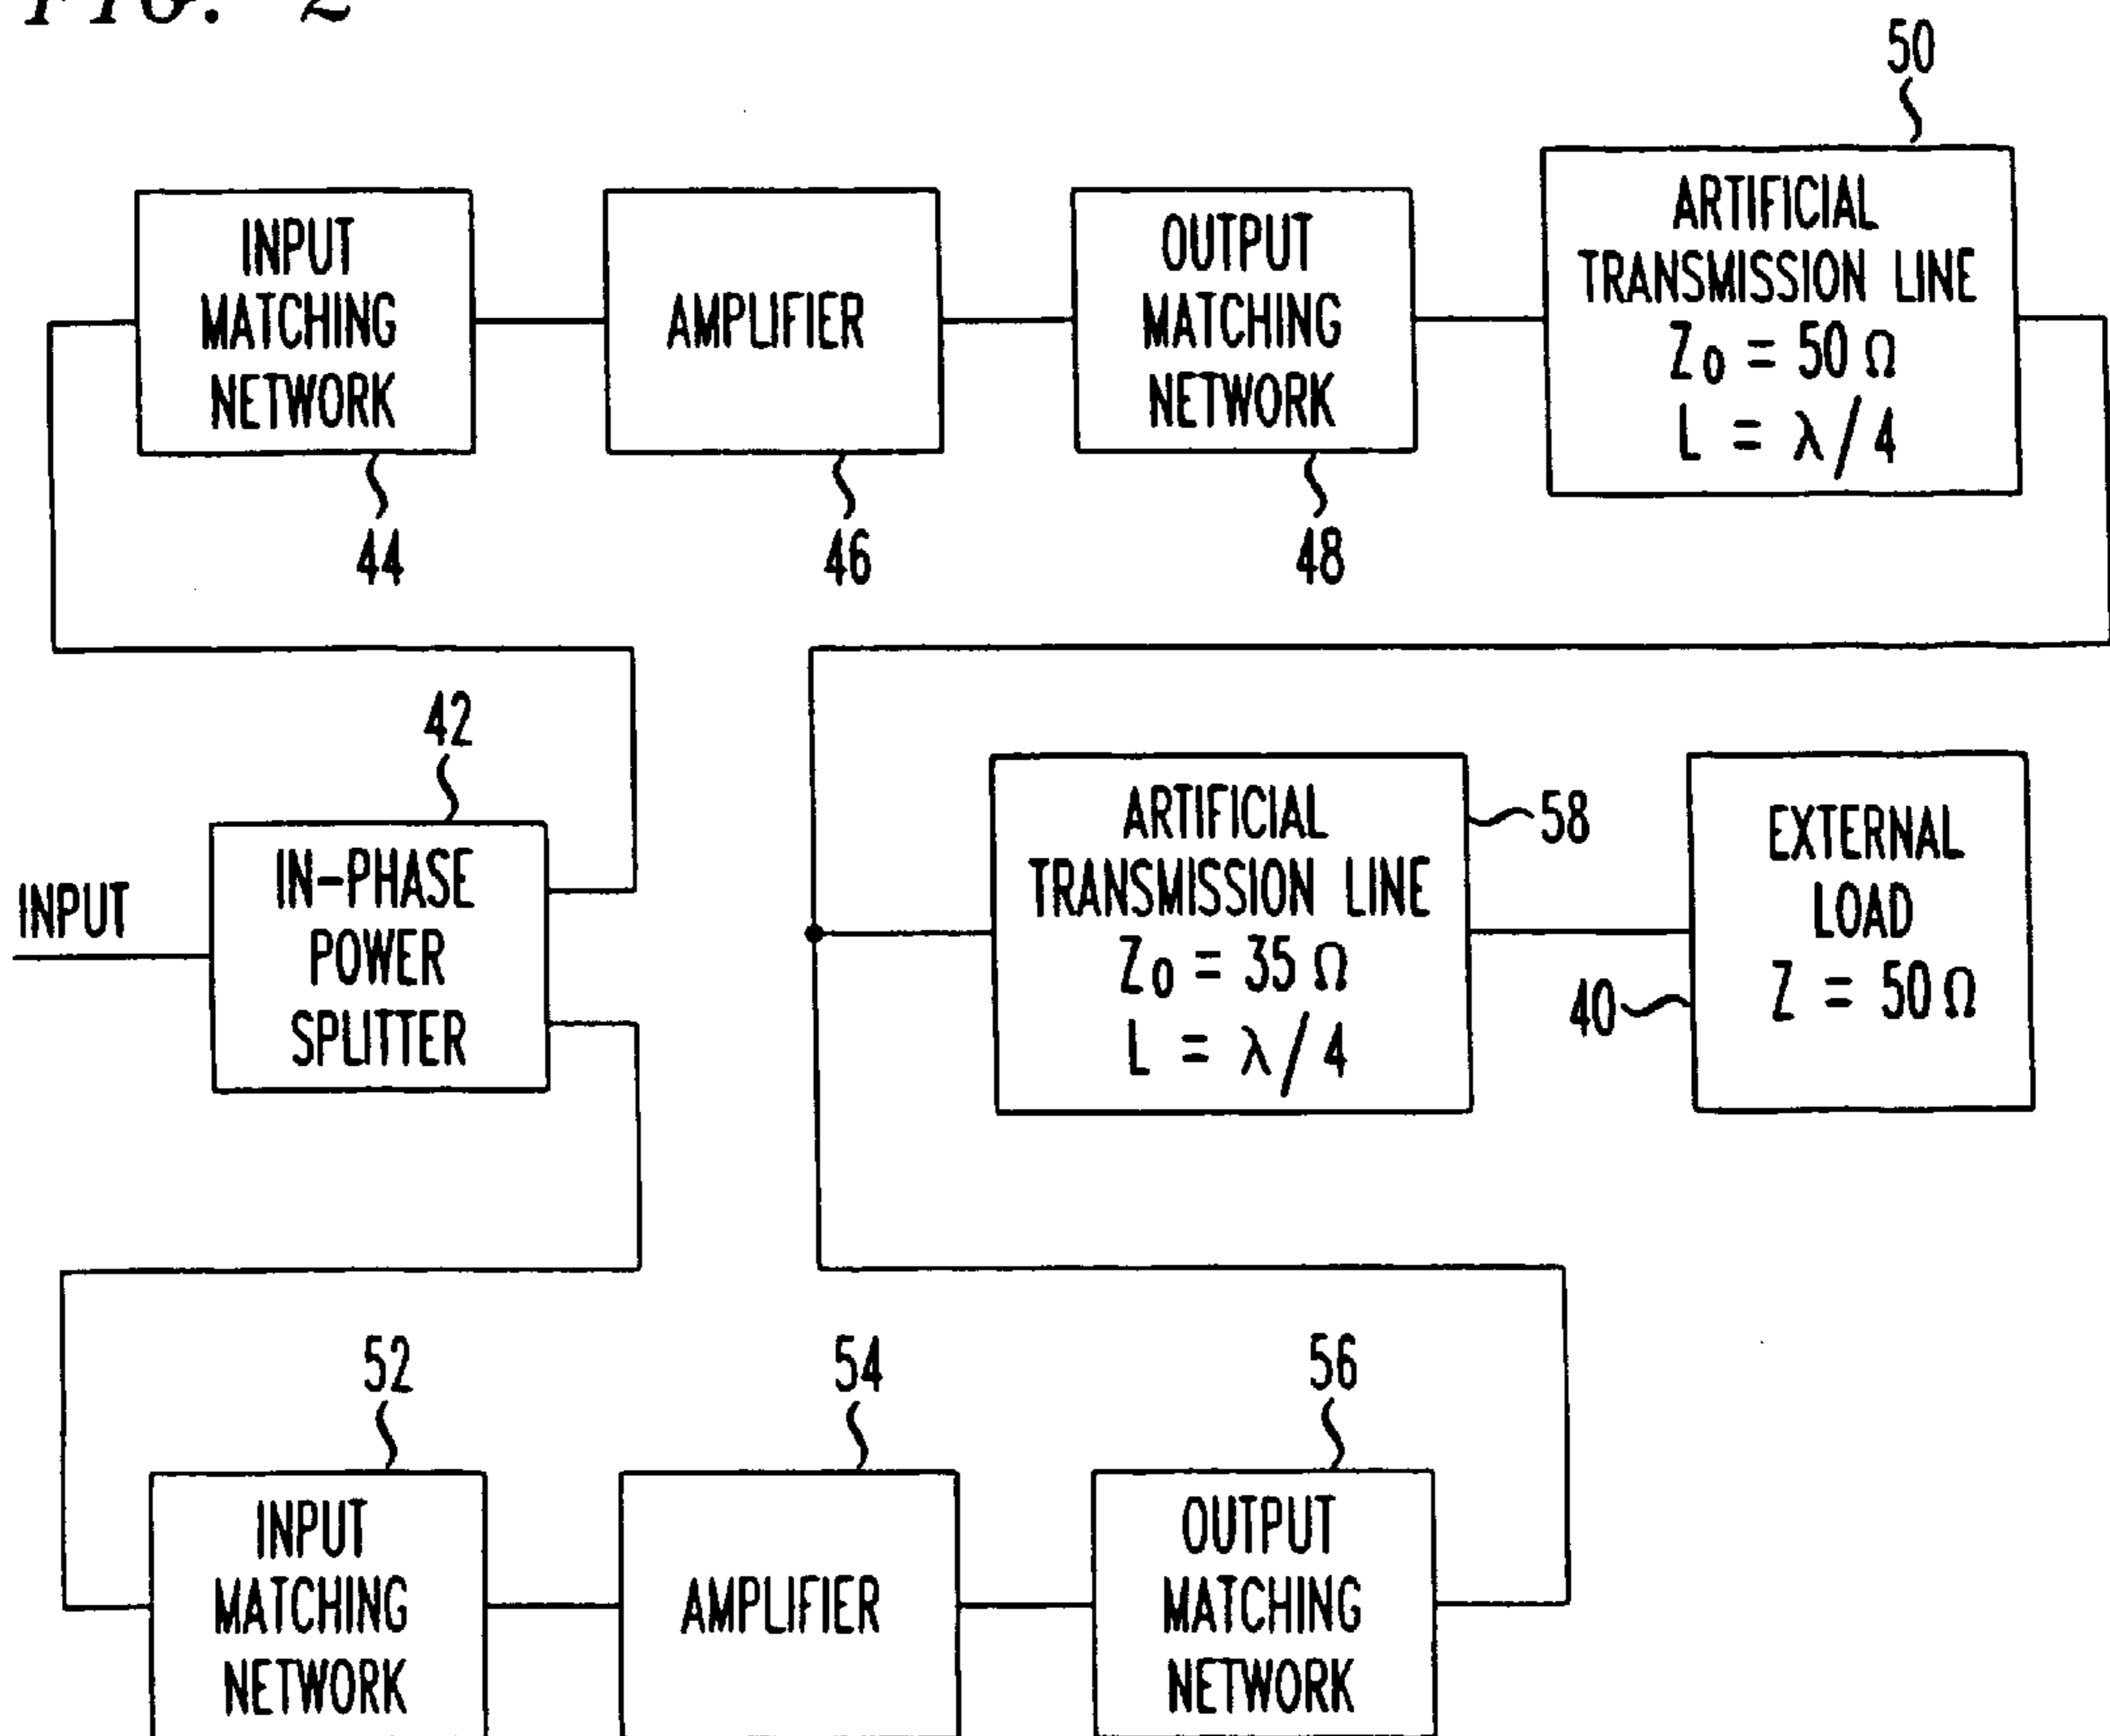 FIG. 2
50
INPUT
MATCHING
NETWORK
AMPLIFIER
OUTPUT
MATCHING
NETWORK
ARTIFICIAL
TRANSMISSION LINE
Z0 = 50 Ω
L = λ/4
44
46
48
42
IN-PHASE
POWER
SPLITTER
INPUT
ARTIFICIAL
TRANSMISSION LINE
Z0 = 35 Ω
L = λ/4
58
EXTERNAL
LOAD
Z = 50 Ω
40
52
54
56
INPUT
MATCHING
NETWORK
AMPLIFIER
OUTPUT
MATCHING
NETWORK